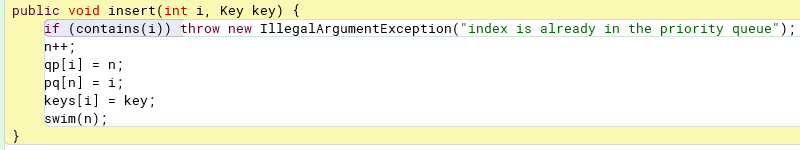 public void insert(int i, Key key) {
if (contains(i)) throw new IllegalArgumentException("index is already in the priority queue");
n++;
qp[i] = n;
pq[n] = i;
keys[i] = key;
swim(n);
}